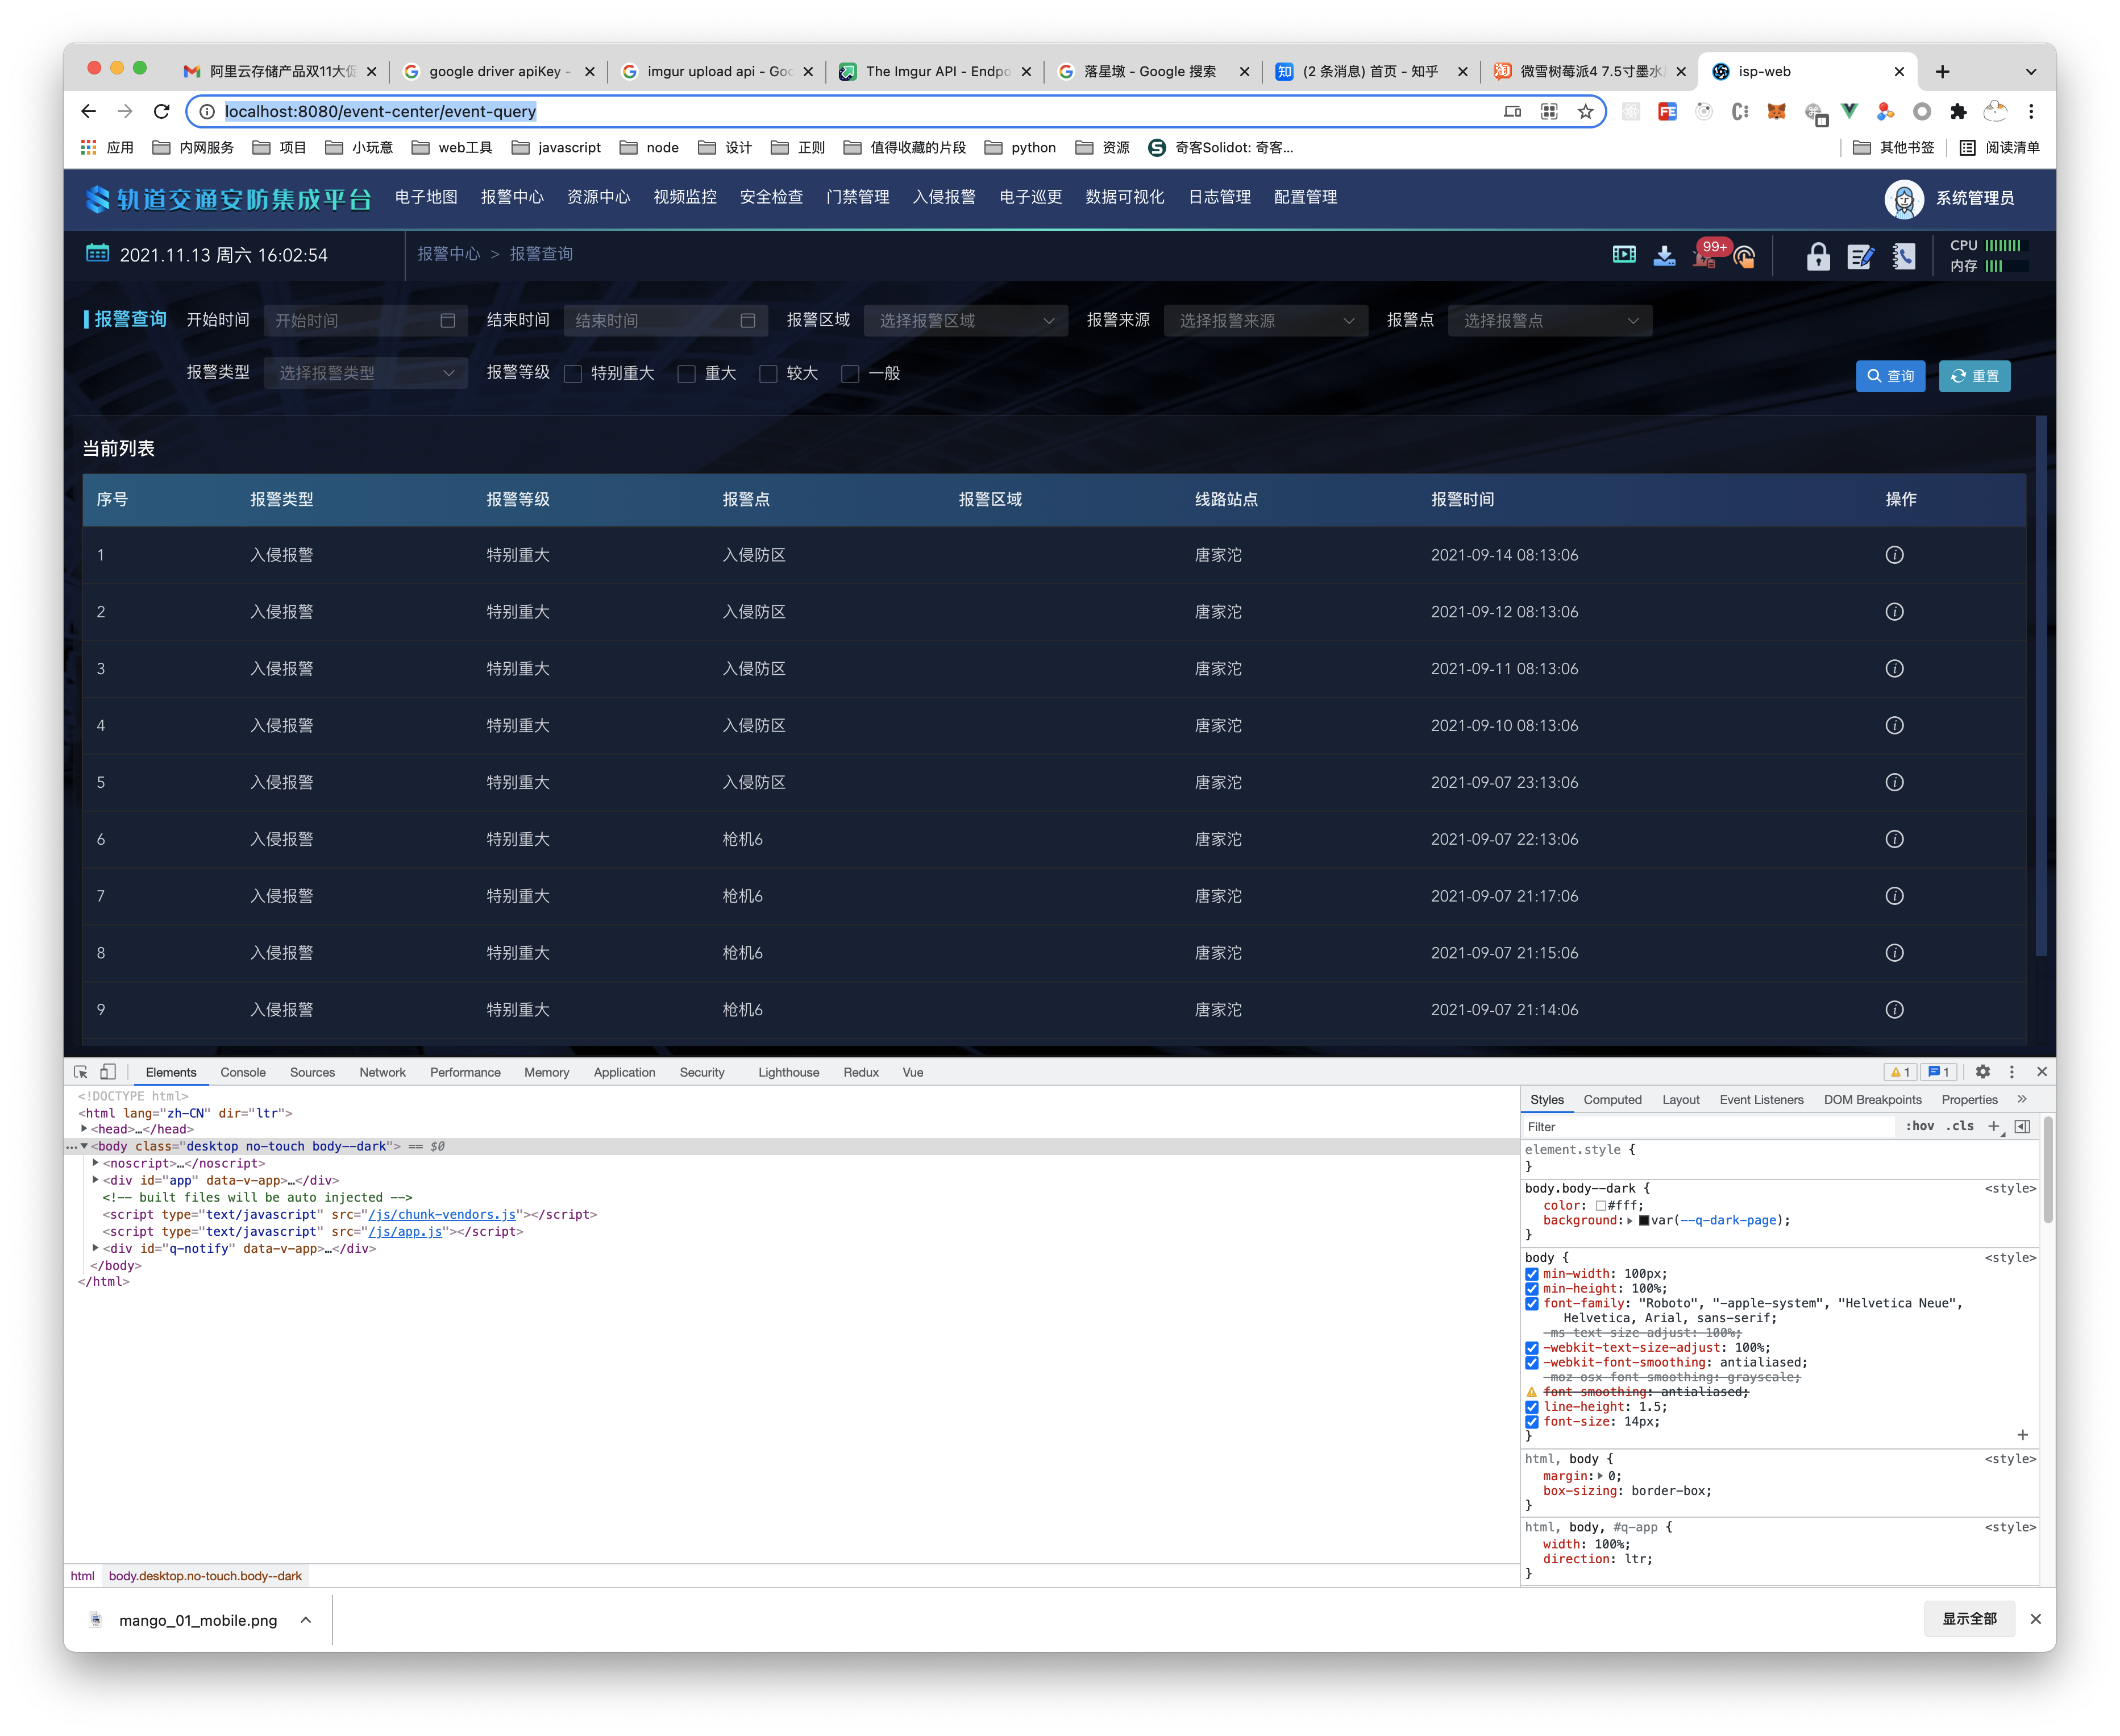 阿里云存储产品双11大促
google driver apiKey -
imgur upload api - Goo
The Imgur API - Endpo
落星墩 - Google 搜索
(2 条消息) 首页 - 知乎
微雪树莓派4 7.5寸墨水
isp-web
localhost:8080/event-center/event-query
应用 内网服务 项目 小玩意 web工具 javascript node 设计 正则 值得收藏的片段 python 资源 奇客Solidot: 奇客... 其他书签 阅读清单
轨道交通安防集成平台 电子地图 报警中心 资源中心 视频监控 安全检查 门禁管理 入侵报警 电子巡更 数据可视化 日志管理 配置管理 系统管理员
2021.11.13 周六 16:02:54 报警中心 > 报警查询 99+ CPU
内存
报警查询 开始时间 开始时间 结束时间 结束时间 报警区域 选择报警区域 报警来源 选择报警来源 报警点 选择报警点
报警类型 选择报警类型 报警等级 特别重大 重大 较大 一般 查询 重置
当前列表
序号 报警类型 报警等级 报警点 报警区域 线路站点 报警时间 操作
1 入侵报警 特别重大 入侵防区 唐家沱 2021-09-14 08:13:06
2 入侵报警 特别重大 入侵防区 唐家沱 2021-09-12 08:13:06
3 入侵报警 特别重大 入侵防区 唐家沱 2021-09-11 08:13:06
4 入侵报警 特别重大 入侵防区 唐家沱 2021-09-10 08:13:06
5 入侵报警 特别重大 入侵防区 唐家沱 2021-09-07 23:13:06
6 入侵报警 特别重大 枪机6 唐家沱 2021-09-07 22:13:06
7 入侵报警 特别重大 枪机6 唐家沱 2021-09-07 21:17:06
8 入侵报警 特别重大 枪机6 唐家沱 2021-09-07 21:15:06
9 入侵报警 特别重大 枪机6 唐家沱 2021-09-07 21:14:06
Elements Console Sources Network Performance Memory Application Security Lighthouse Redux Vue 1 1
<!DOCTYPE html>
<html lang="zh-CN" dir="ltr">
<head>…</head>
<body class="desktop no-touch body--dark"> == $0
<noscript>…</noscript>
<div id="app" data-v-app>…</div>
<!-- built files will be auto injected -->
<script type="text/javascript" src="/js/chunk-vendors.js"></script>
<script type="text/javascript" src="/js/app.js"></script>
<div id="q-notify" data-v-app>…</div>
</body>
</html>
html body.desktop.no-touch.body--dark
Styles Computed Layout Event Listeners DOM Breakpoints Properties
Filter :hov .cls
element.style {
}
body.body--dark { <style>
color: #fff;
background: var(--q-dark-page);
}
body { <style>
min-width: 100px;
min-height: 100%;
font-family: "Roboto", "-apple-system", "Helvetica Neue",
Helvetica, Arial, sans-serif;
-ms-text-size-adjust: 100%;
-webkit-text-size-adjust: 100%;
-webkit-font-smoothing: antialiased;
-moz-osx-font-smoothing: grayscale;
font-smoothing: antialiased;
line-height: 1.5;
font-size: 14px;
}
html, body { <style>
margin: 0;
box-sizing: border-box;
}
html, body, #q-app { <style>
width: 100%;
direction: ltr;
}
mango_01_mobile.png 显示全部